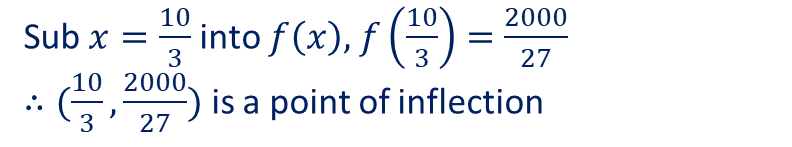 Sub x = 10/3 into f(x), f(10/3) = 2000/27
∴ (10/3, 2000/27) is a point of inflection